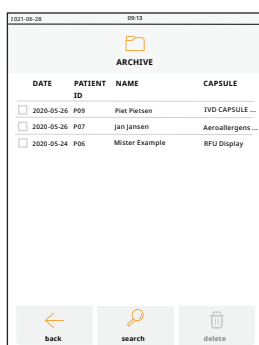 2021-06-28 09:13
ARCHIVE
DATE PATIENT ID NAME CAPSULE
2020-05-26 P09 Piet Pietsen IVD CAPSULE ...
2020-05-26 P07 Jan Jansen Aeroallergens ...
2020-05-24 P06 Mister Example RFU Display
back search delete